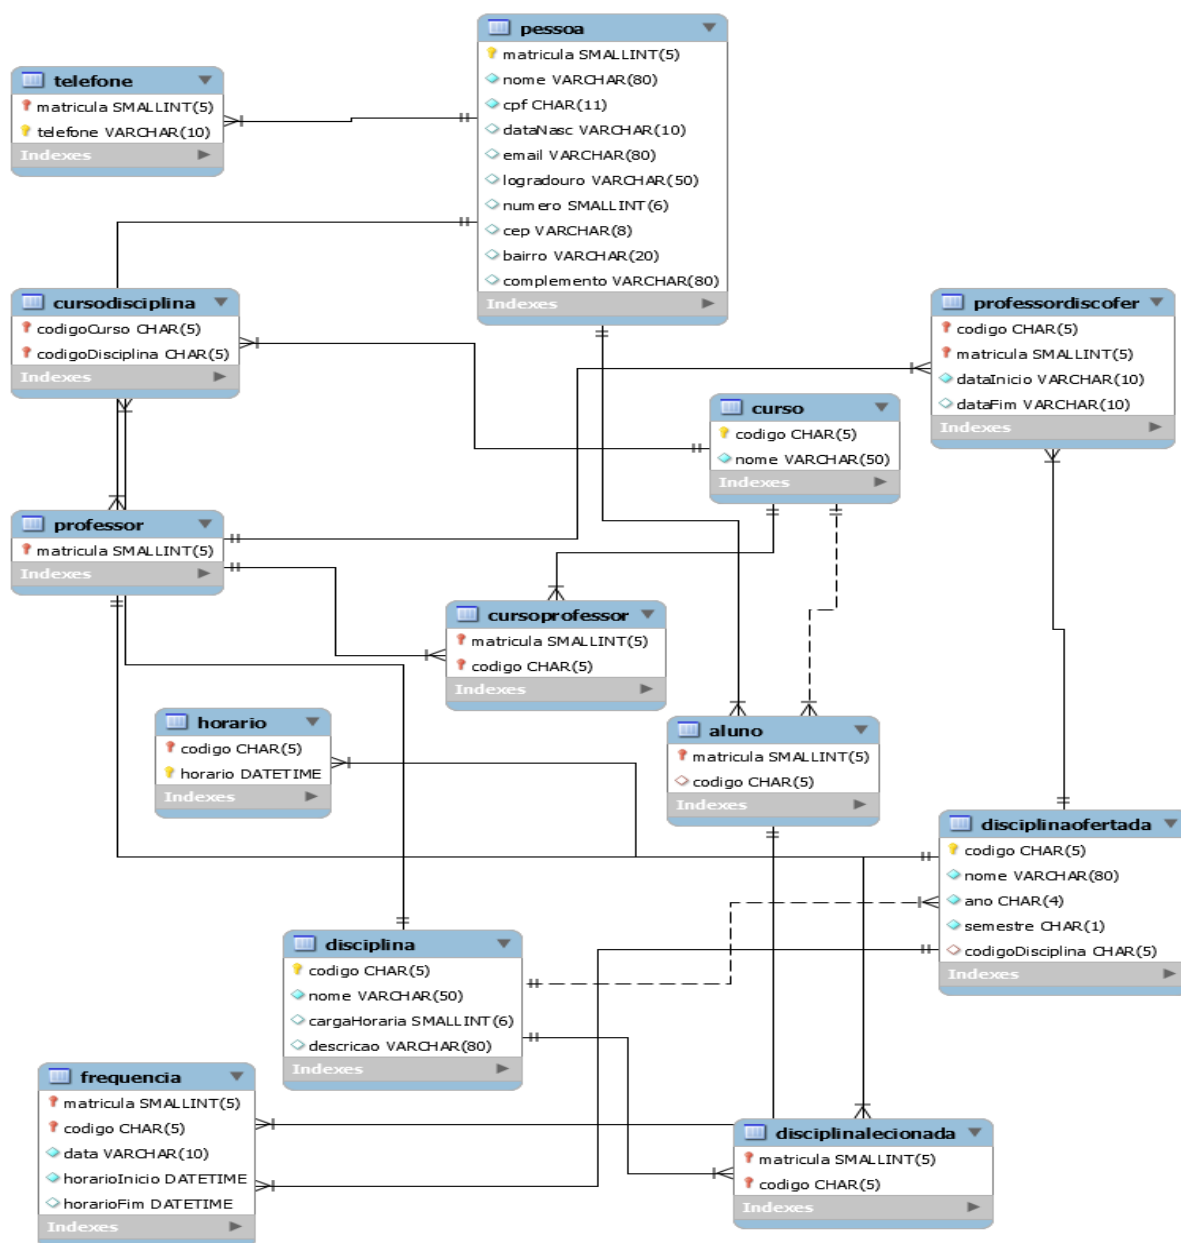 pessoa
matricula SMALLINT(5)
nome VARCHAR(80)
cpf CHAR(11)
dataNasc VARCHAR(10)
email VARCHAR(80)
logradouro VARCHAR(50)
numero SMALLINT(6)
cep VARCHAR(8)
bairro VARCHAR(20)
complemento VARCHAR(80)
Indexes
telefone
matricula SMALLINT(5)
telefone VARCHAR(10)
Indexes
cursodisciplina
codigoCurso CHAR(5)
codigoDisciplina CHAR(5)
Indexes
professordiscofer
codigo CHAR(5)
matricula SMALLINT(5)
dataInicio VARCHAR(10)
dataFim VARCHAR(10)
Indexes
curso
codigo CHAR(5)
nome VARCHAR(50)
Indexes
professor
matricula SMALLINT(5)
Indexes
cursoprofessor
matricula SMALLINT(5)
codigo CHAR(5)
Indexes
horario
codigo CHAR(5)
horario DATETIME
Indexes
aluno
matricula SMALLINT(5)
codigo CHAR(5)
Indexes
disciplinaofertada
codigo CHAR(5)
nome VARCHAR(80)
ano CHAR(4)
semestre CHAR(1)
codigoDisciplina CHAR(5)
Indexes
disciplina
codigo CHAR(5)
nome VARCHAR(50)
cargaHoraria SMALLINT(6)
descricao VARCHAR(80)
Indexes
frequencia
matricula SMALLINT(5)
codigo CHAR(5)
data VARCHAR(10)
horarioInicio DATETIME
horarioFim DATETIME
Indexes
disciplinalecionada
matricula SMALLINT(5)
codigo CHAR(5)
Indexes